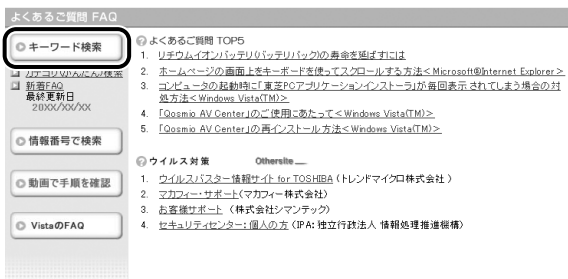 よくあるご質問 FAQ
キーワード検索
カテゴリ(かんたん)検索
新着FAQ
最終更新日
20XX/XX/XX
情報番号で検索
動画で手順を確認
VistaのFAQ
よくあるご質問 TOP5
1. リチウムイオンバッテリ(バッテリパック)の寿命を延ばすには
2. ホームページの画面上をキーボードを使ってスクロールする方法<Microsoft®Internet Explorer>
3. コンピュータの起動時に「東芝PCアプリケーションインストーラ」が毎回表示されてしまう場合の対
処方法<Windows Vista(TM)>
4. 「Qosmio AV Center」のご使用にあたって<Windows Vista(TM)>
5. 「Qosmio AV Center」の再インストール方法<Windows Vista(TM)>
ウイルス対策 Othersite
1. ウイルスバスター情報サイト for TOSHIBA (トレンドマイクロ株式会社)
2. マカフィー・サポート(マカフィー株式会社)
3. お客様サポート (株式会社シマンテック)
4. セキュリティセンター:個人の方 (IPA:独立行政法人 情報処理推進機構)